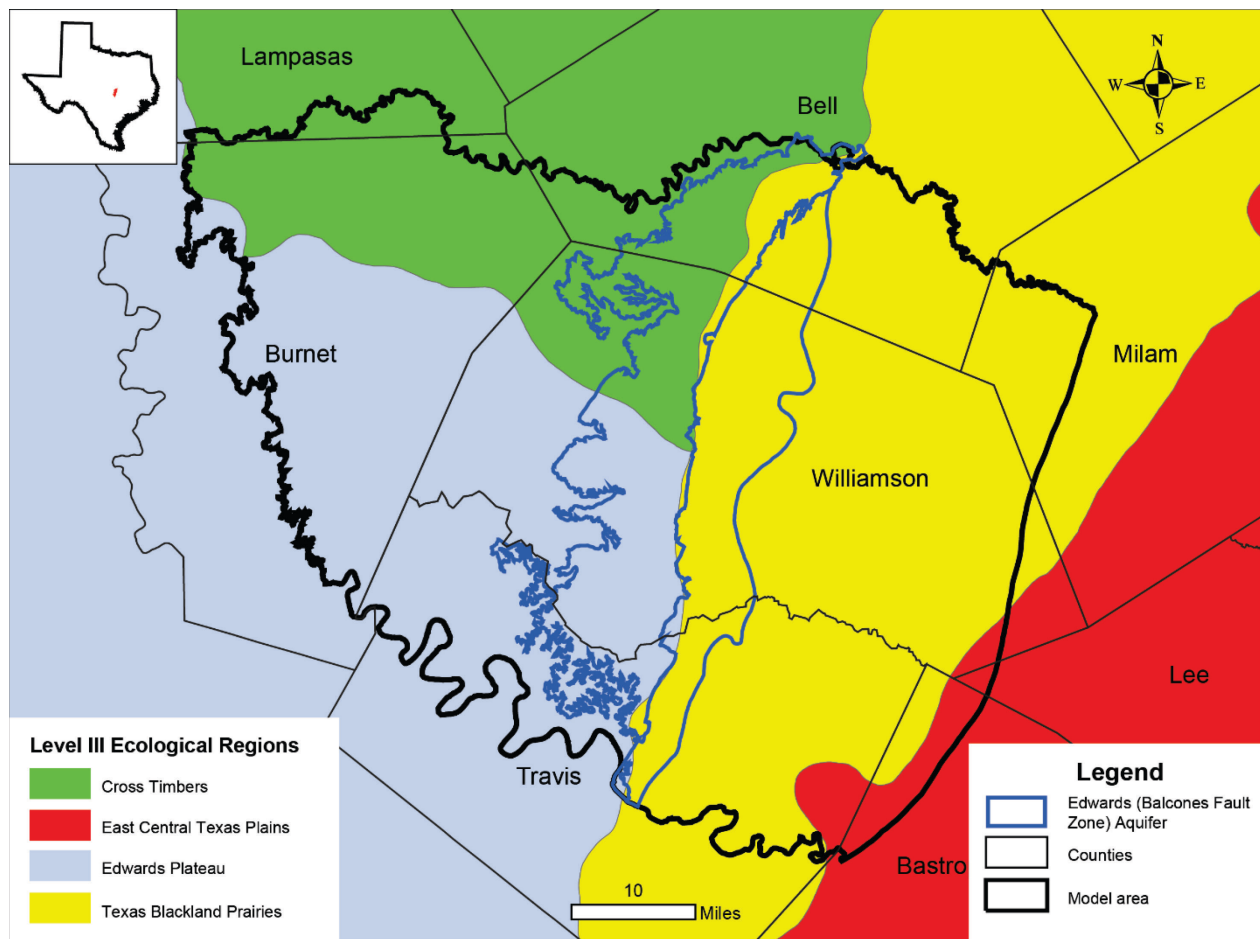 Lampasas
Bell
N
W
E
S
Burnet
Milam
Williamson
Lee
Travis
Bastro
Level III Ecological Regions
Cross Timbers
East Central Texas Plains
Edwards Plateau
Texas Blackland Prairies
10
Miles
Legend
Edwards (Balcones Fault
Zone) Aquifer
Counties
Model area